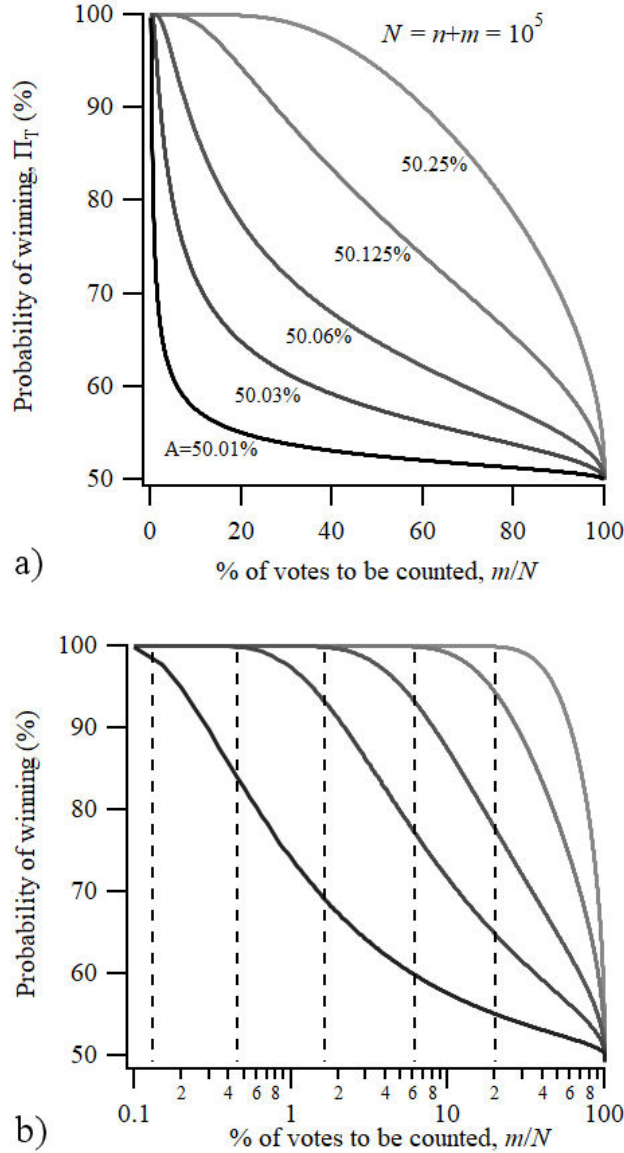 100
90
80
70
60
50
Probability of winning, Π_T (%)
N = n+m = 10^5
50.25%
50.125%
50.06%
50.03%
A=50.01%
0 20 40 60 80 100
% of votes to be counted, m/N
a)
100
90
80
70
60
50
Probability of winning (%)
2 4 6 8 2 4 6 8 2 4 6 8
0.1 1 10 100
% of votes to be counted, m/N
b)